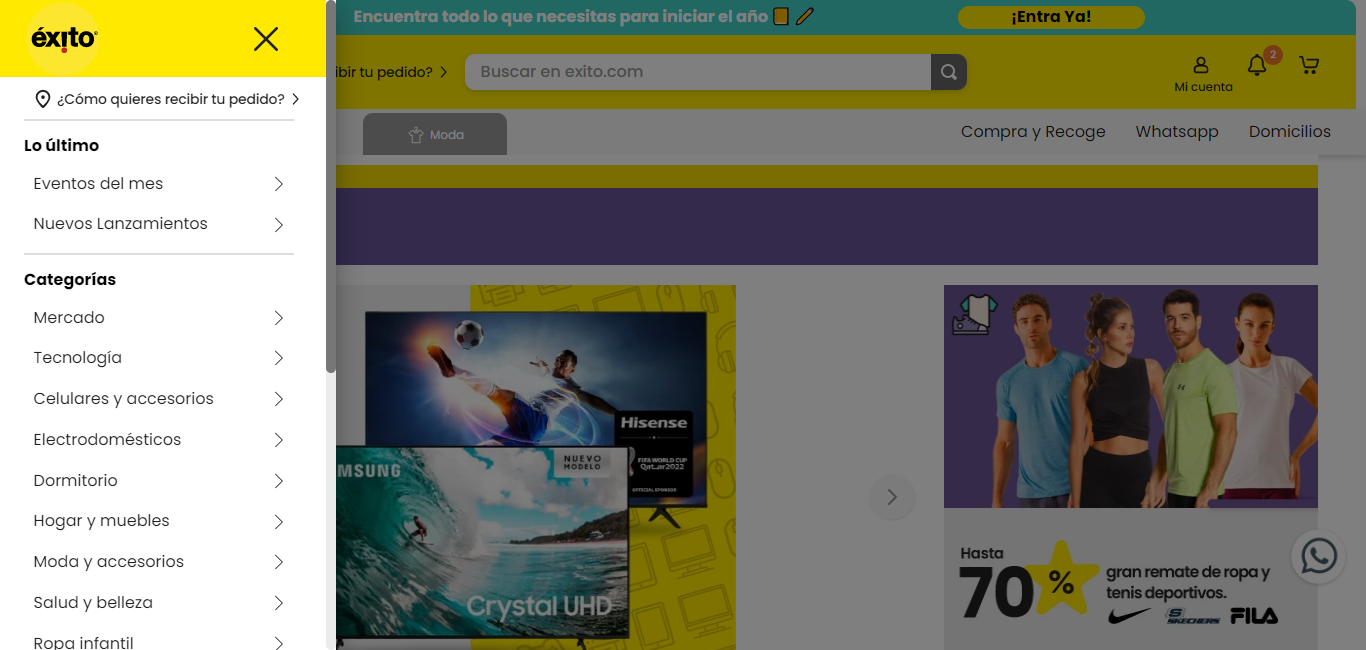 Encuentra todo lo que necesitas para iniciar el año
¡Entra Ya!
éxito
ibir tu pedido?
Buscar en exito.com
2
Mi cuenta
¿Cómo quieres recibir tu pedido?
Moda
Compra y Recoge
Whatsapp
Domicilios
Lo último
Eventos del mes
Nuevos Lanzamientos
Categorías
Mercado
Tecnología
Celulares y accesorios
Electrodomésticos
Dormitorio
Hogar y muebles
Moda y accesorios
Salud y belleza
Ropa infantil
Hisense
FIFA WORLD CUP
Qatar2022
OFFICIAL SPONSOR
NUEVO
MODELO
MSUNG
Crystal UHD
Hasta
70%
gran remate de ropa y
tenis deportivos.
SKECHERS
FILA